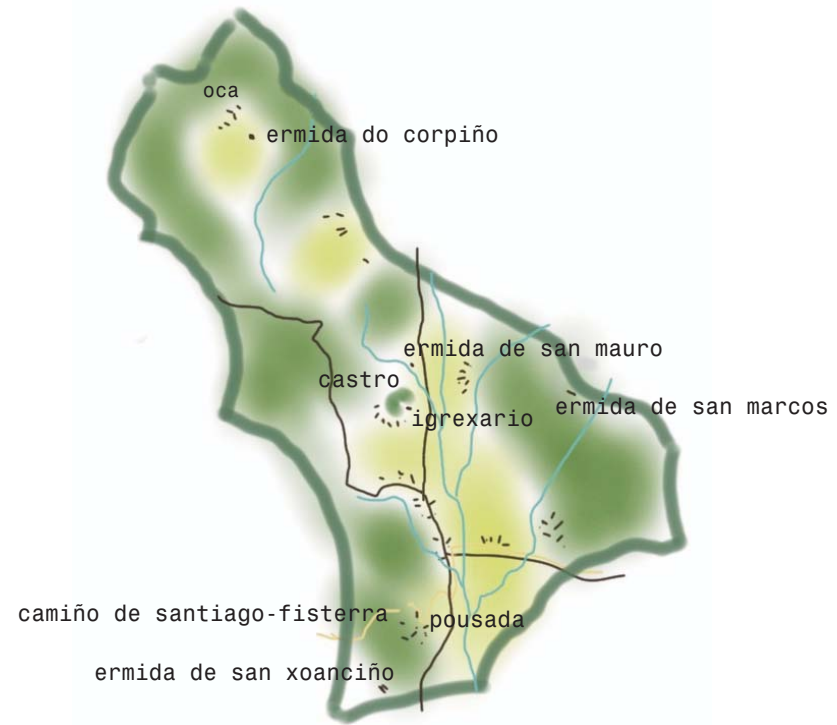 oca
ermida do corpiño
ermida de san mauro
castro
ermida de san marcos
igrexario
camiño de santiago-fisterra
pousada
ermida de san xoanciño